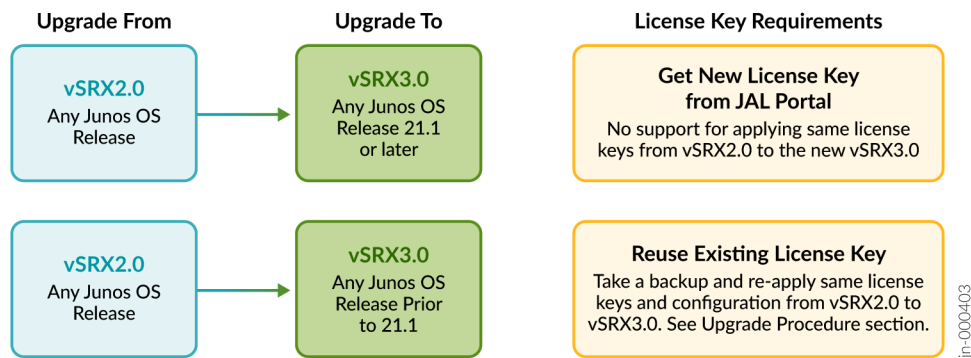 Upgrade From
Upgrade To
License Key Requirements
vSRX2.0
Any Junos OS
Release
vSRX3.0
Any Junos OS
Release 21.1
or later
Get New License Key
from JAL Portal
No support for applying same license
keys from vSRX2.0 to the new vSRX3.0
vSRX2.0
Any Junos OS
Release
vSRX3.0
Any Junos OS
Release Prior
to 21.1
Reuse Existing License Key
Take a backup and re-apply same license
keys and configuration from vSRX2.0 to
vSRX3.0. See Upgrade Procedure section.
in-000403